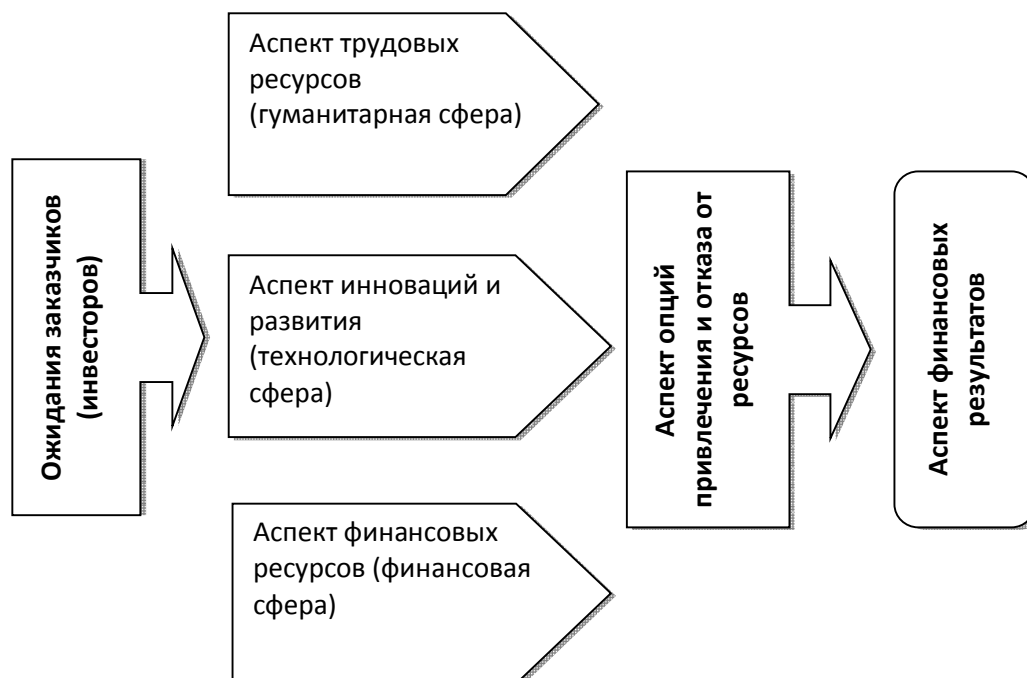 Ожидания заказчиков
(инвесторов)
Аспект трудовых
ресурсов
(гуманитарная сфера)
Аспект инноваций и
развития
(технологическая
сфера)
Аспект финансовых
ресурсов (финансовая
сфера)
Аспект опций
привлечения и отказа от
ресурсов
Аспект финансовых
результатов